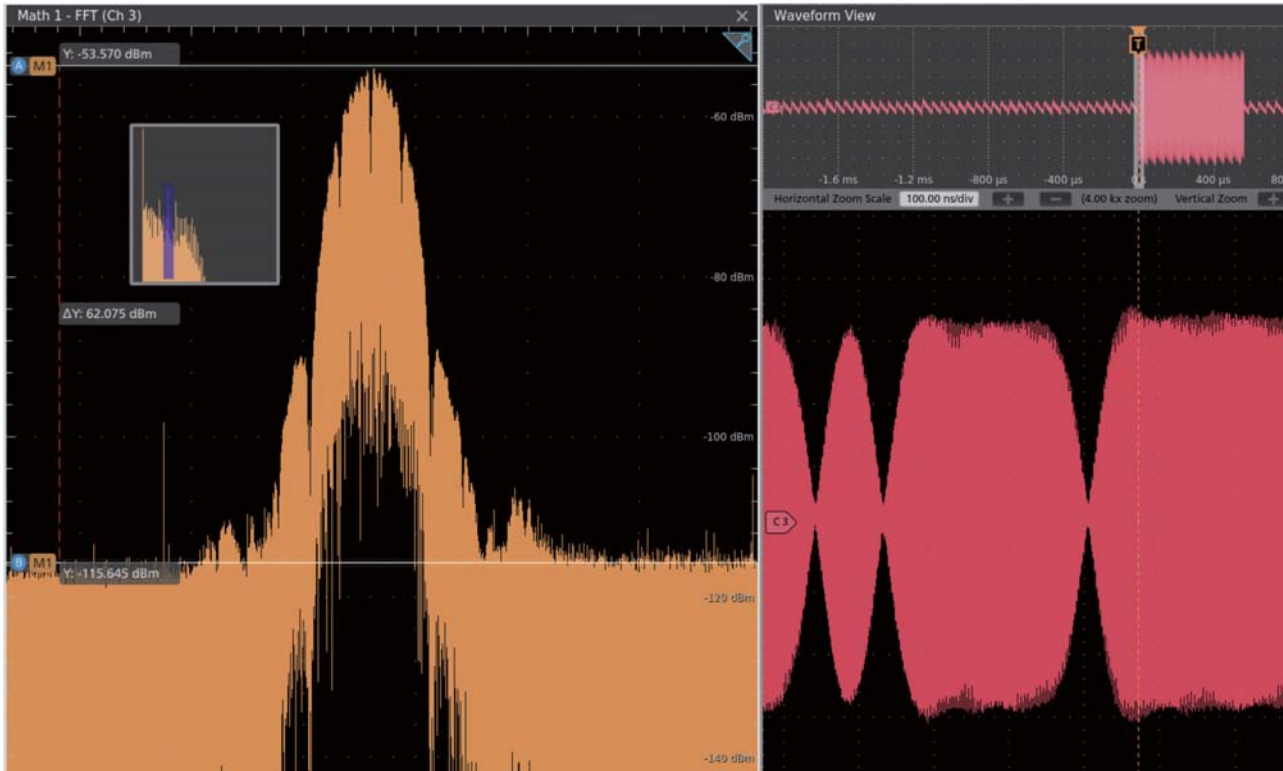 Math 1 - FFT (Ch 3)
A M1
Y: -53.570 dBm
-60 dBm
-80 dBm
ΔY: 62.075 dBm
-100 dBm
B M1
Y: -115.645 dBm
-120 dBm
-140 dBm
Waveform View
T
-1.6 ms -1.2 ms -800 µs -400 µs 0 s 400 µs 80
Horizontal Zoom Scale 100.00 ns/div + − (4.00 kx zoom) Vertical Zoom +
C 3